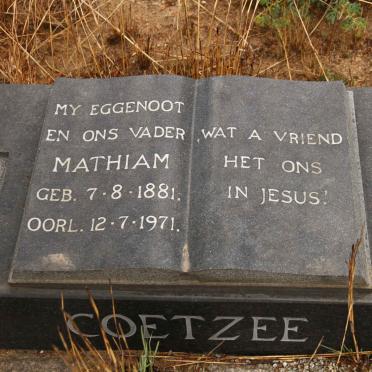 MY EGGENOOT
EN ONS VADER
MATHIAM
GEB. 7·8·1881.
OORL. 12·7·1971.
'WAT A VRIEND
HET ONS
IN JESUS.'
COETZEE